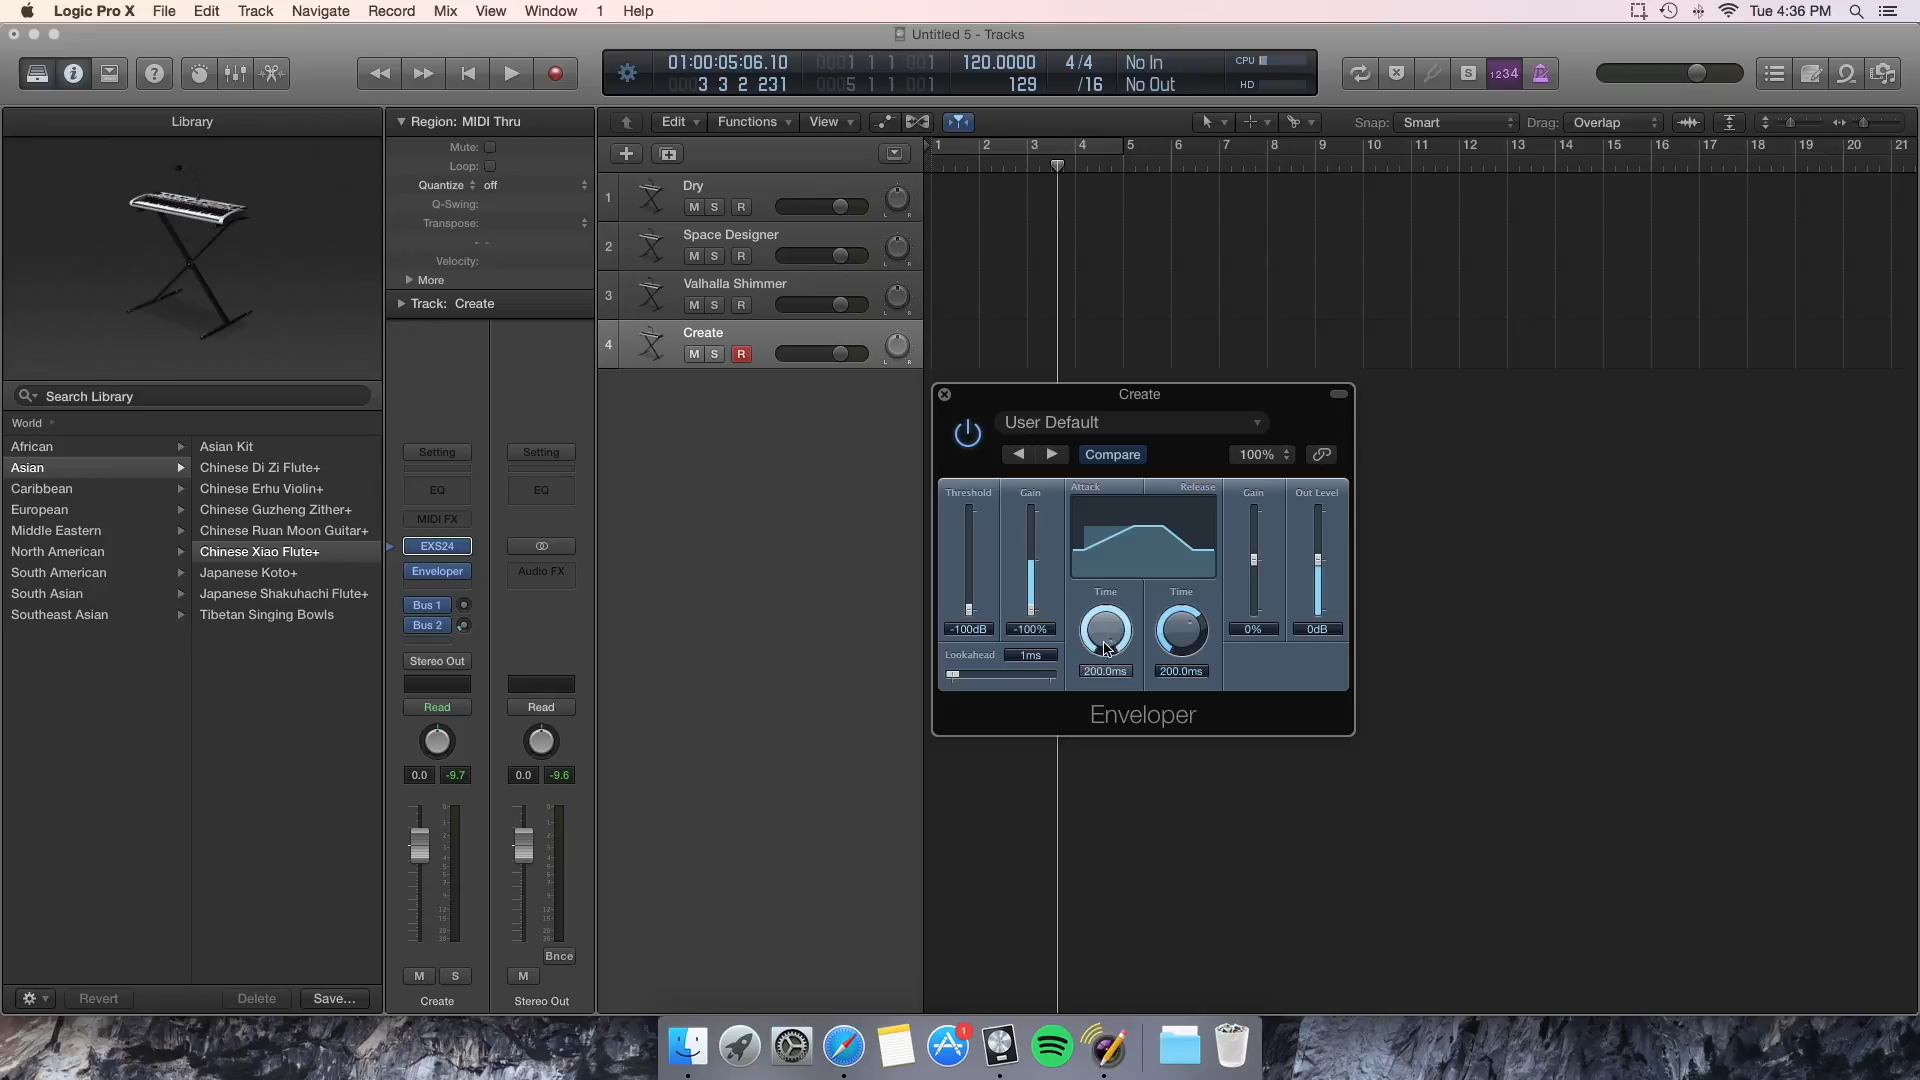 Logic Pro X File Edit Track Navigate Record Mix View Window 1 Help Tue 4:36 PM
Untitled 5 - Tracks
01:00:05:06.10 120.0000 4/4 No In CPU
3 3 2 231 129 /16 No Out HD
1234
Library
Region: MIDI Thru
Edit Functions View Snap: Smart Drag: Overlap
1 2 3 4 5 6 7 8 9 10 11 12 13 14 15 16 17 18 19 20 21
Mute:
Loop:
Quantize off
Q-Swing:
Transpose:
Velocity:
More
Track: Create
1 Dry
M S R
2 Space Designer
M S R
3 Valhalla Shimmer
M S R
4 Create
M S R
Search Library
World
African
Asian
Caribbean
European
Middle Eastern
North American
South American
South Asian
Southeast Asian
Asian Kit
Chinese Di Zi Flute+
Chinese Erhu Violin+
Chinese Guzheng Zither+
Chinese Ruan Moon Guitar+
Chinese Xiao Flute+
Japanese Koto+
Japanese Shakuhachi Flute+
Tibetan Singing Bowls
Revert Delete Save...
Setting Setting
EQ EQ
MIDI FX
EXS24
Enveloper Audio FX
Bus 1
Bus 2
Stereo Out
Read Read
0.0 -9.7 0.0 -9.6
Bnce
M S M
Create Stereo Out
Create
User Default
Compare 100%
Threshold Gain Attack Release Gain Out Level
Time Time
-100dB -100% 0% 0dB
Lookahead 1ms
200.0ms 200.0ms
Enveloper
1